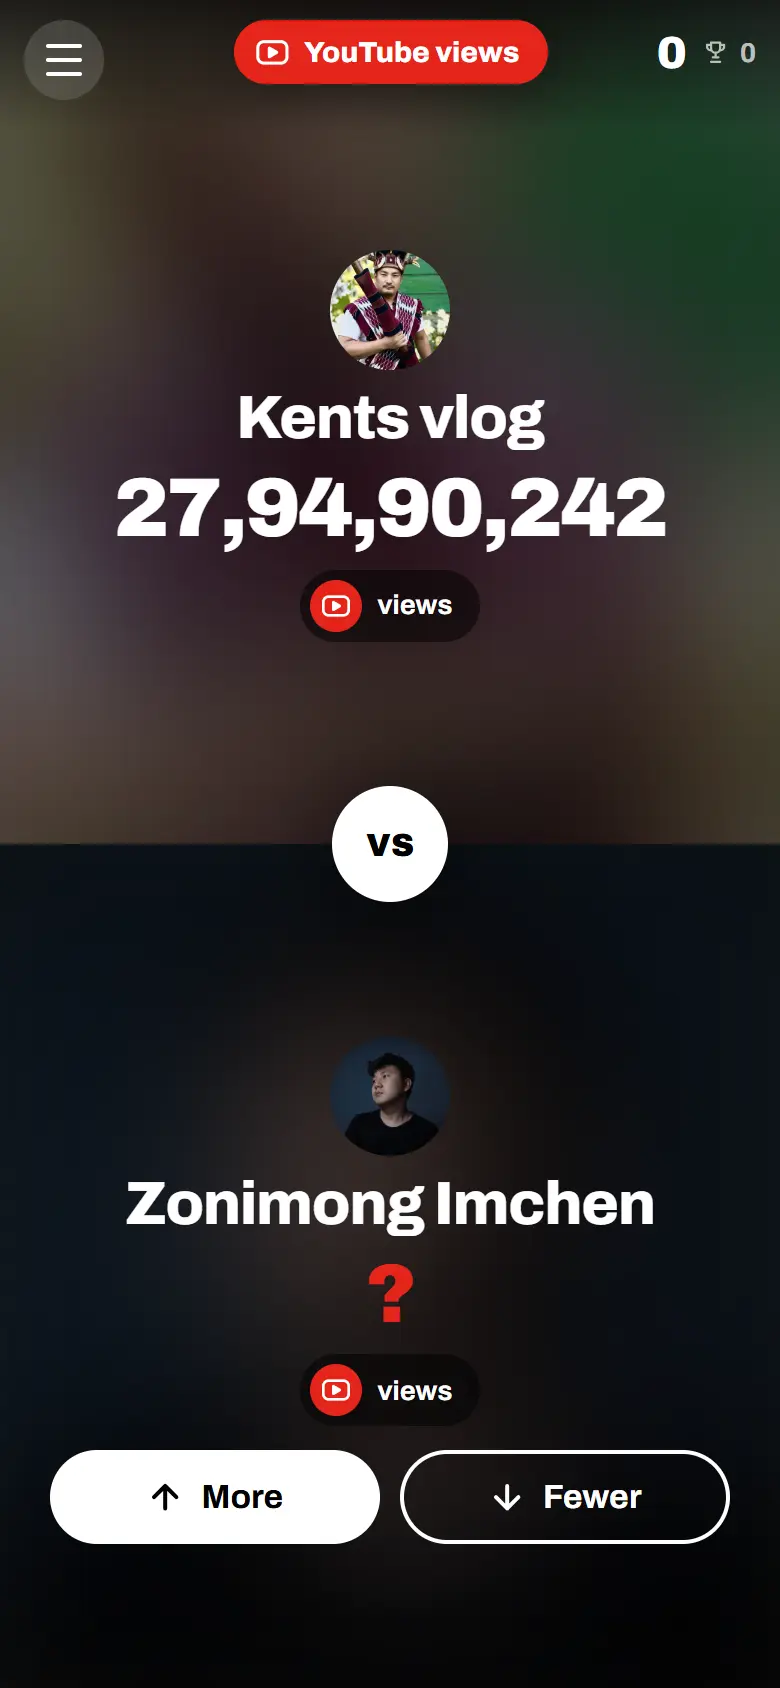 YouTube views
0 0
Kents vlog
27,94,90,242
views
vs
Zonimong Imchen
?
views
More
Fewer